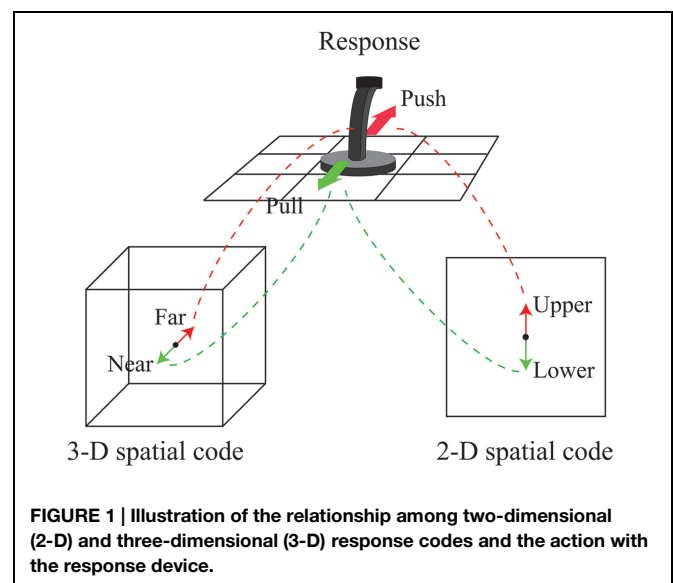 Response
Push
Pull
Far
Near
Upper
Lower
3-D spatial code
2-D spatial code
FIGURE 1 | Illustration of the relationship among two-dimensional
(2-D) and three-dimensional (3-D) response codes and the action with
the response device.